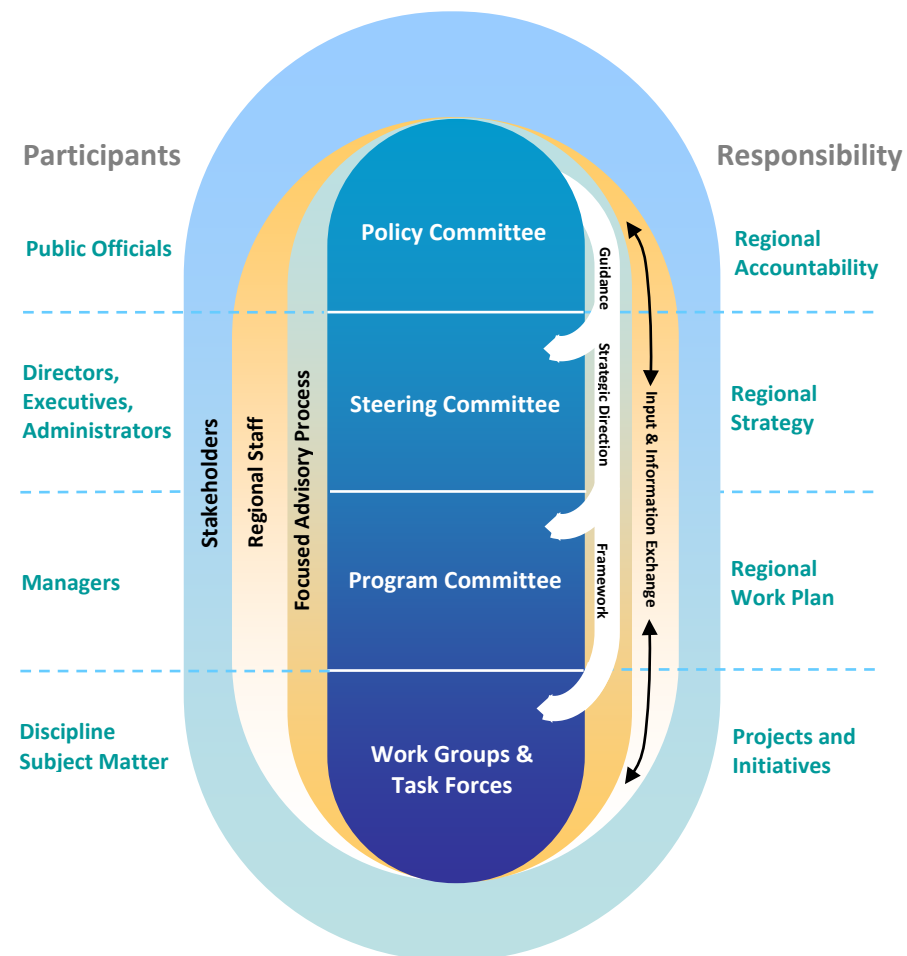 Participants
Responsibility
Public Officials
Policy Committee
Regional
Accountability
Guidance
Directors,
Executives,
Administrators
Steering Committee
Strategic Direction
Regional
Strategy
Stakeholders
Regional Staff
Focused Advisory Process
Input & Information Exchange
Managers
Program Committee
Framework
Regional
Work Plan
Discipline
Subject Matter
Work Groups &
Task Forces
Projects and
Initiatives